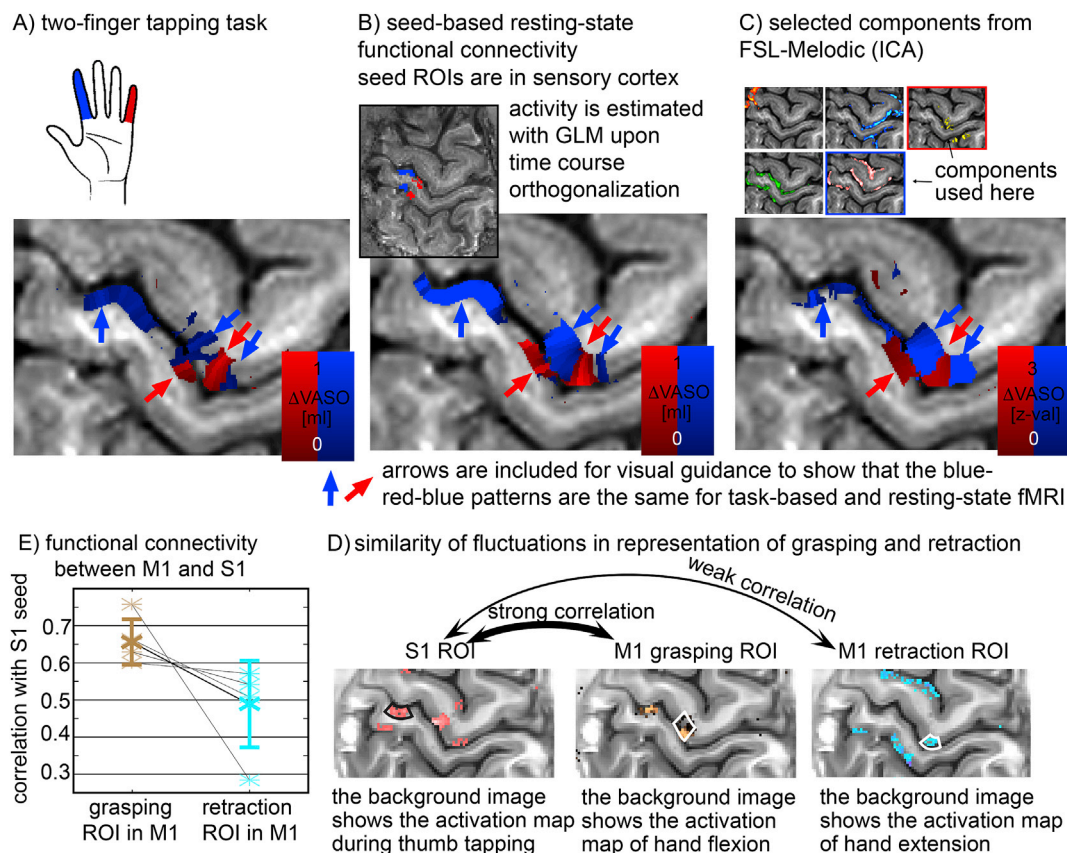 A) two-finger tapping task
B) seed-based resting-state
functional connectivity
seed ROIs are in sensory cortex
activity is estimated
with GLM upon
time course
orthogonalization
C) selected components from
FSL-Melodic (ICA)
components
used here
1
ΔVASO
[ml]
0
1
ΔVASO
[ml]
0
3
ΔVASO
[z-val]
0
arrows are included for visual guidance to show that the blue-
red-blue patterns are the same for task-based and resting-state fMRI
E) functional connectivity
between M1 and S1
correlation with S1 seed
0.7
0.6
0.5
0.4
0.3
grasping
ROI in M1
retraction
ROI in M1
D) similarity of fluctuations in representation of grasping and retraction
weak correlation
strong correlation
S1 ROI
M1 grasping ROI
M1 retraction ROI
the background image
shows the activation map
during thumb tapping
the background image
shows the activation
map of hand flexion
the background image
shows the activation map
of hand extension